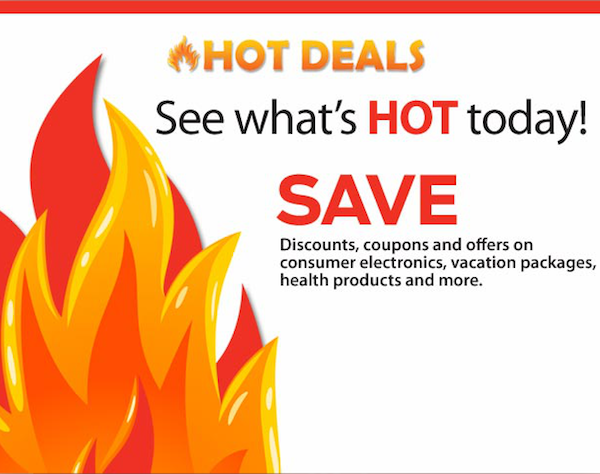 HOT DEALS
See what's HOT today!
SAVE
Discounts, coupons and offers on
consumer electronics, vacation packages,
health products and more.